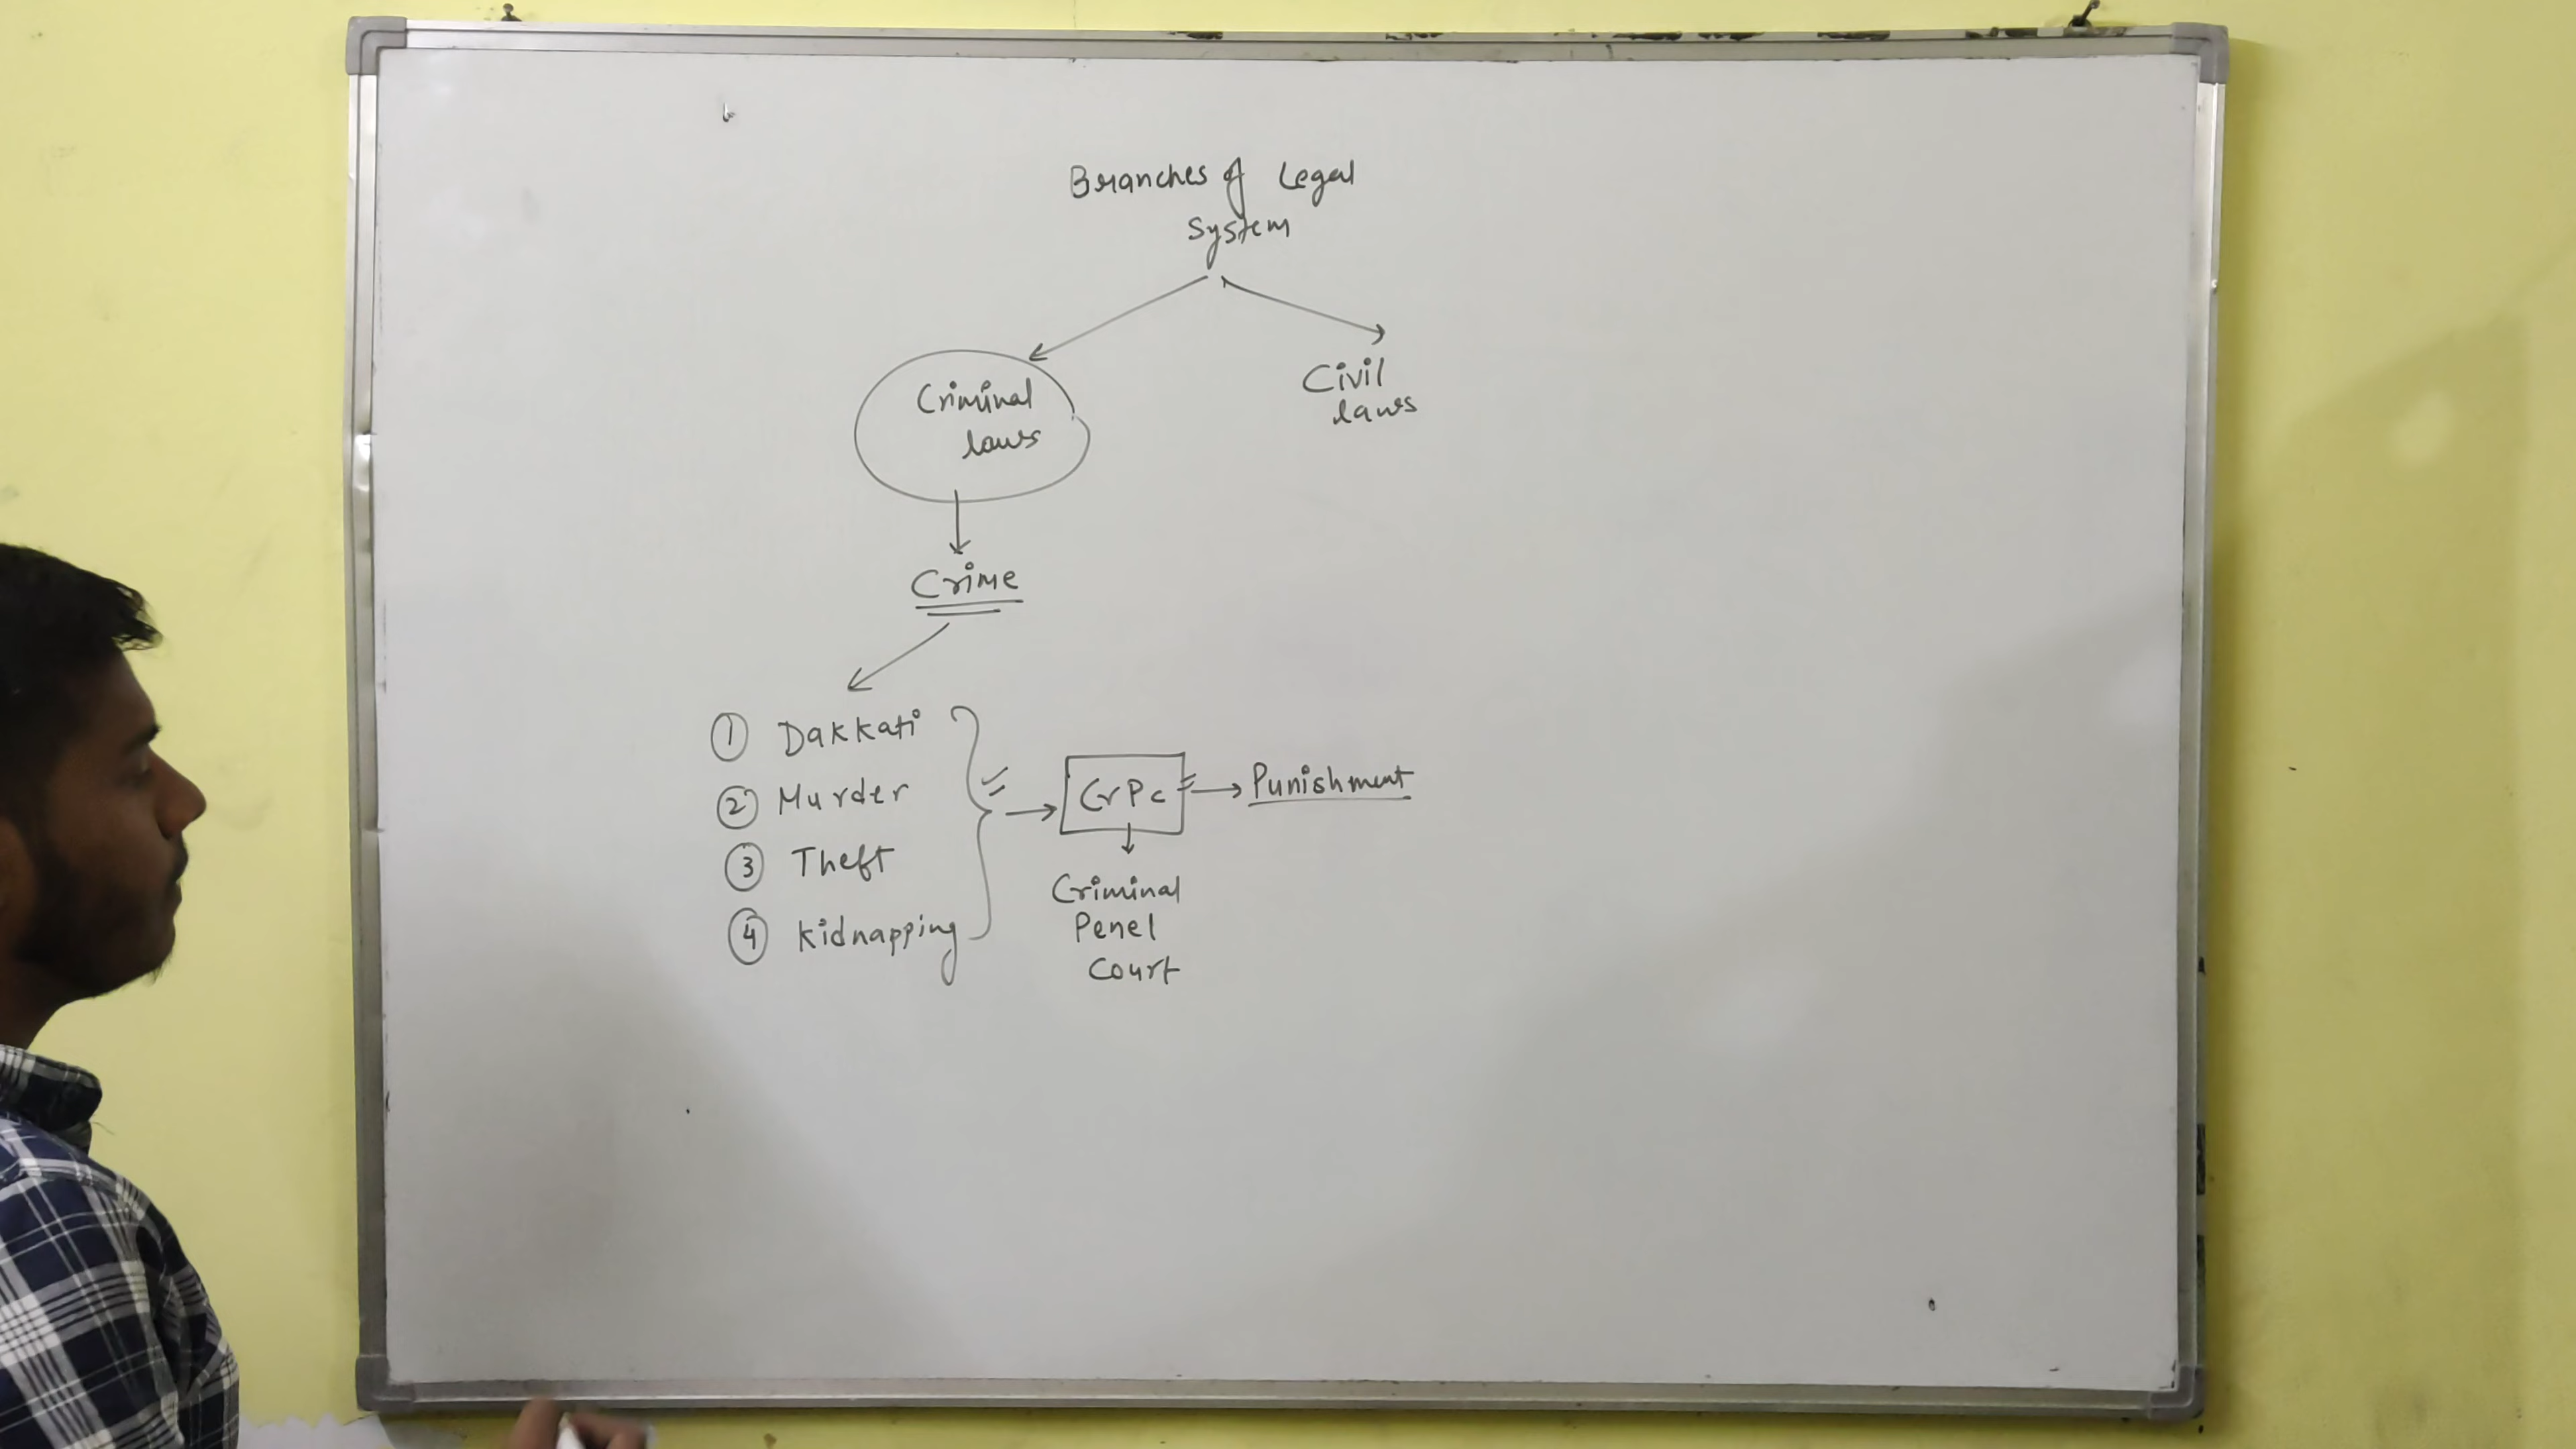 Branches of Legal
System
Criminal
laws
Civil
laws
Crime
1 Dakkati
2 Murder
3 Theft
4 kidnapping
CrPc
Punishment
Criminal
Penel
Court